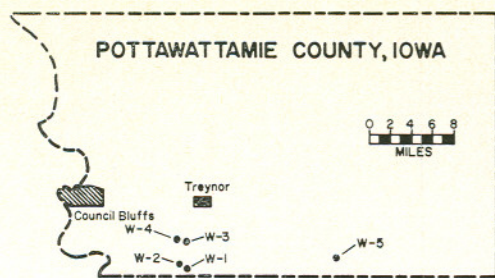 POTTAWATTAMIE COUNTY, IOWA
0 2 4 6 8
MILES
Treynor
Council Bluffs
W-4
W-3
W-5
W-2
W-1